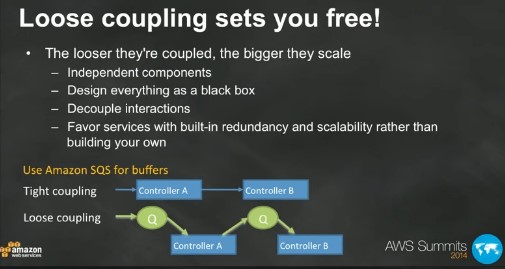 Loose coupling sets you free!
• The looser they're coupled, the bigger they scale
– Independent components
– Design everything as a black box
– Decouple interactions
– Favor services with built-in redundancy and scalability rather than
building your own
Use Amazon SQS for buffers
Tight coupling Controller A Controller B
Loose coupling Q Q
Controller A Controller B
amazon
web services
AWS Summits
2014